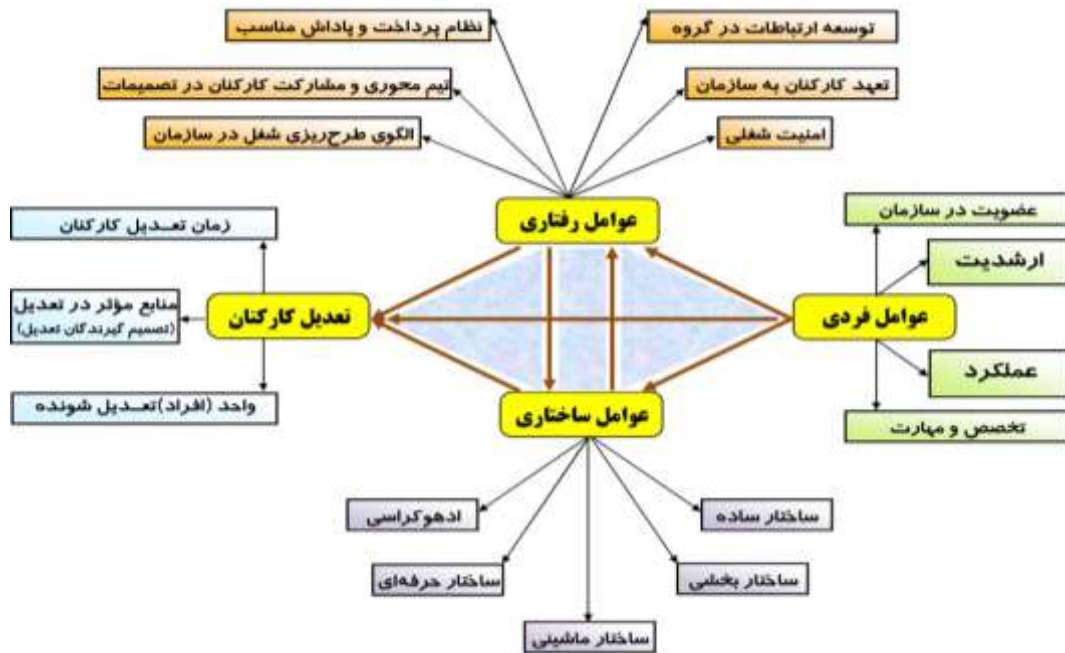 توسعه ارتباطات در گروه
نظام پرداخت و پاداش مناسب
تعهد کارکنان به سازمان
تیم محوری و مشارکت کارکنان در تصمیمات
امنیت شغلی
الگوی طرح‌ریزی شغل در سازمان
عوامل رفتاری
عضویت در سازمان
ارشدیت
عوامل فردی
عملکرد
تخصص و مهارت
زمان تعـدیل کارکنان
منابع مؤثر در تعدیل
(تصمیم گیرندگان تعدیل)
تعدیل کارکنان
واحد (افراد)تعـدیل شونده
عوامل ساختاری
ساختار ساده
ادهوکراسی
ساختار بخشی
ساختار حرفه‌ای
ساختار ماشینی